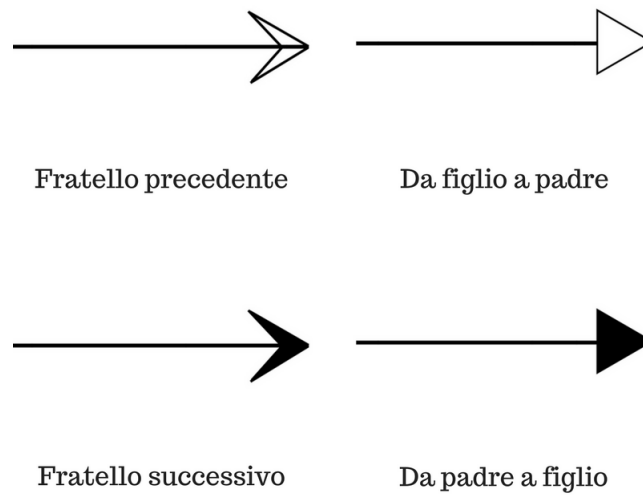 Fratello precedente
Da figlio a padre
Fratello successivo
Da padre a figlio